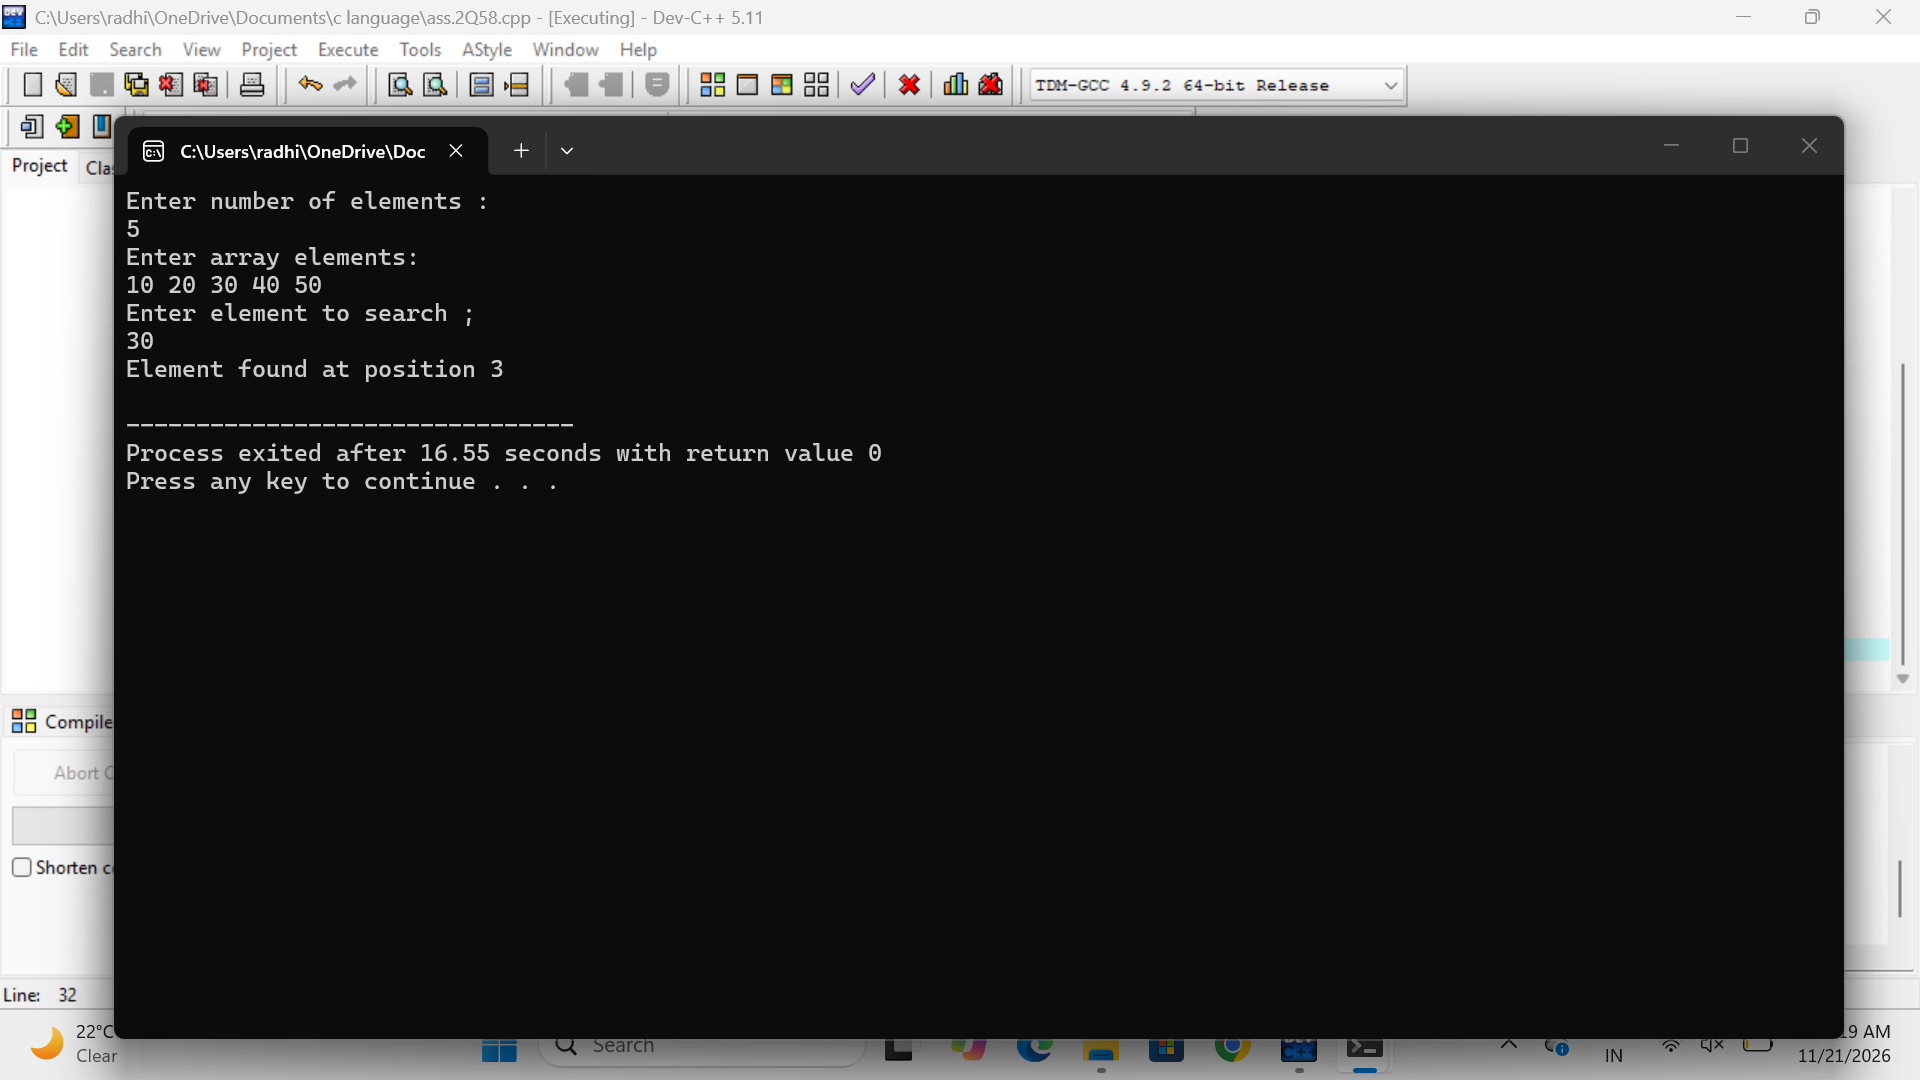 C:\Users\radhi\OneDrive\Documents\c language\ass.2Q58.cpp - [Executing] - Dev-C++ 5.11
File Edit Search View Project Execute Tools AStyle Window Help
TDM-GCC 4.9.2 64-bit Release
Project
C:\Users\radhi\OneDrive\Doc
Enter number of elements :
5
Enter array elements:
10 20 30 40 50
Enter element to search ;
30
Element found at position 3
--------------------------------
Process exited after 16.55 seconds with return value 0
Press any key to continue . . .
Compile
Abort C
Shorten c
Line: 32
22°C
Clear
Search
IN
9 AM
11/21/2026